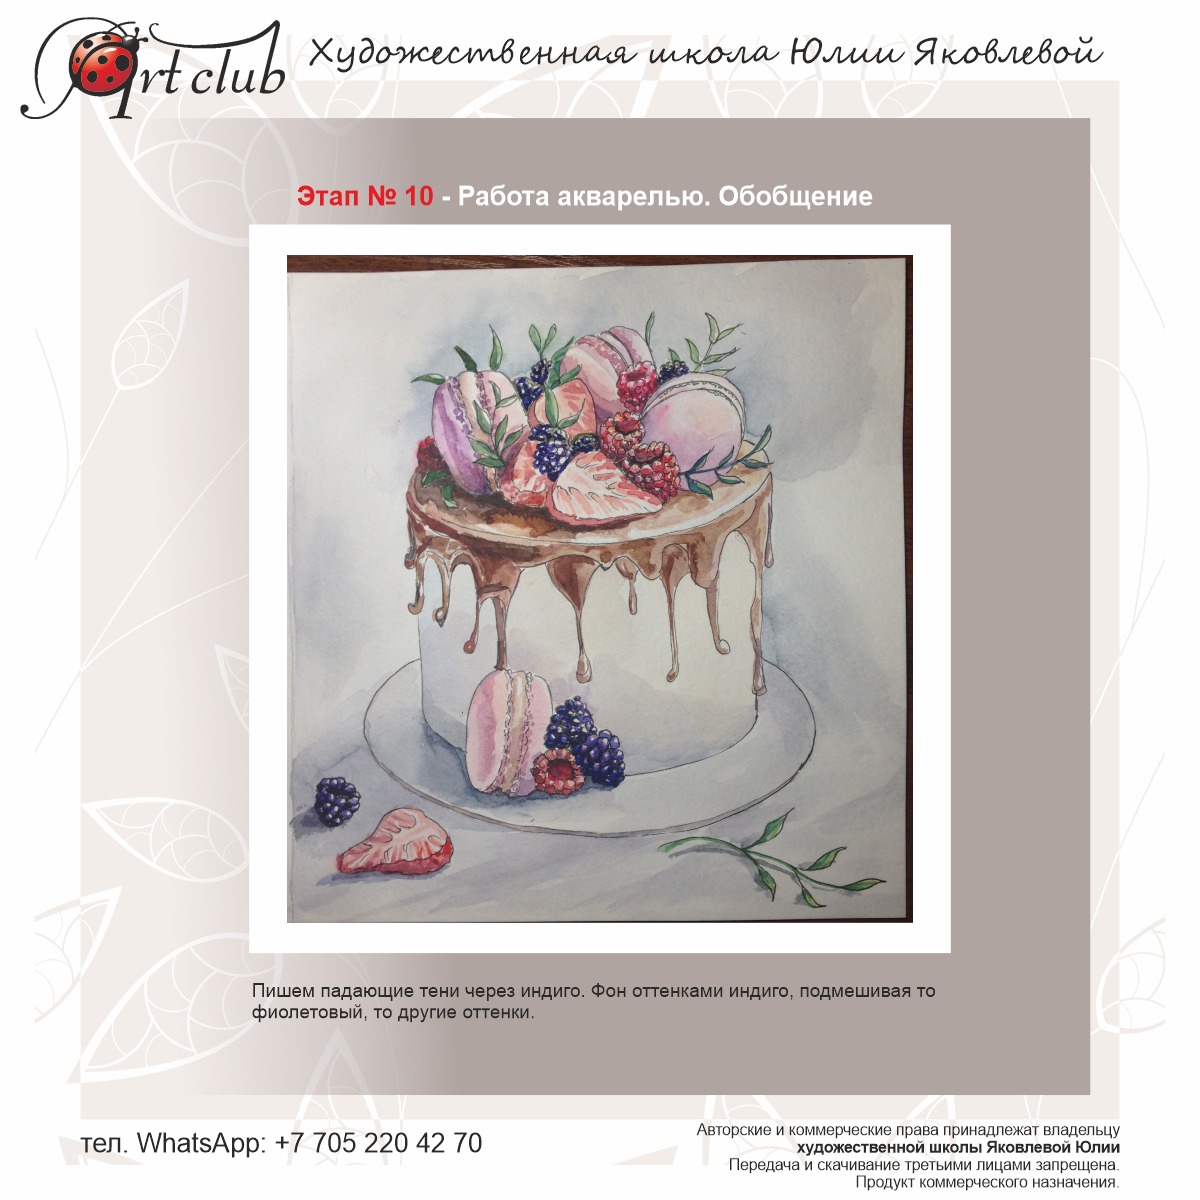 Art club
Художественная школа Юлии Яковлевой
Этап № 10 - Работа акварелью. Обобщение
Пишем падающие тени через индиго. Фон оттенками индиго, подмешивая то
фиолетовый, то другие оттенки.
тел. WhatsApp: +7 705 220 42 70
Авторские и коммерческие права принадлежат владельцу
художественной школы Яковлевой Юлии
Передача и скачивание третьими лицами запрещена.
Продукт коммерческого назначения.